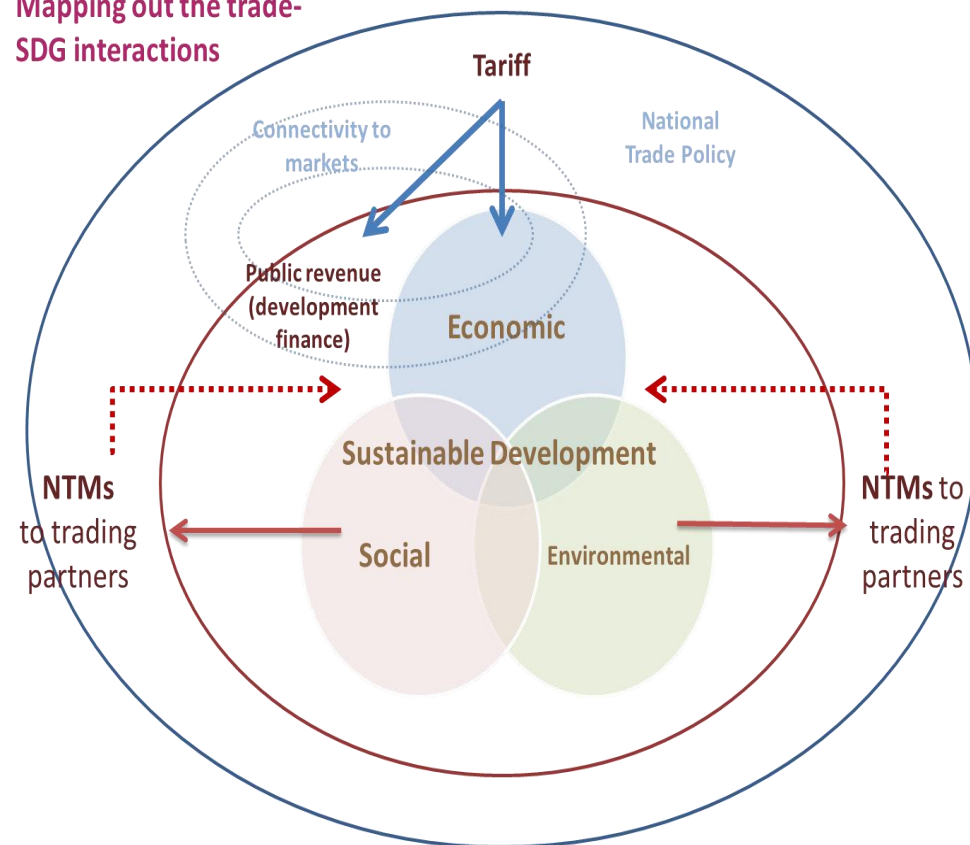 Mapping out the trade-
SDG interactions
Tariff
Connectivity to
markets
National
Trade Policy
Public revenue
(development
finance)
Economic
Sustainable Development
NTMs
to trading
partners
Social
Environmental
NTMs to
trading
partners